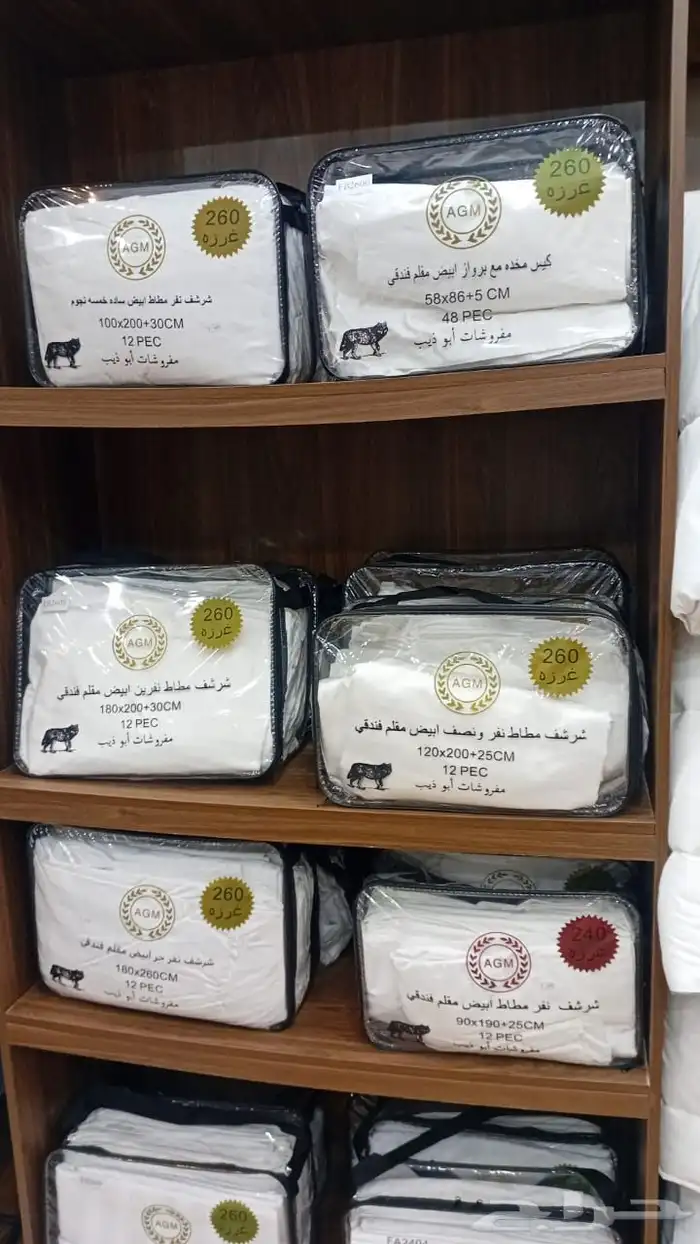 AGM
260
غرزه
شرشف نفر مطاط ابيض ساده خمسه نجوم
100x200+30CM
12 PEC
مفروشات أبو ذيب
AGM
260
غرزه
كيس مخده مع برواز ابيض مقلم فندقي
58x86+5 CM
48 PEC
مفروشات أبو ذيب
AGM
260
غرزه
شرشف مطاط نفرين ابيض مقلم فندقي
180x200+30CM
12 PEC
مفروشات أبو ذيب
AGM
260
غرزه
شرشف مطاط نفر ونصف ابيض مقلم فندقي
120x200+25CM
12 PEC
مفروشات أبو ذيب
AGM
260
غرزه
شرشف نفر حر ابيض مقلم فندقي
180x260CM
12 PEC
مفروشات أبو ذيب
AGM
240
غرزه
شرشف نفر مطاط ابيض مقلم فندقي
90x190+25CM
12 PEC
مفروشات أبو ذيب
AGM
260
غرزه
FA2404
حراج